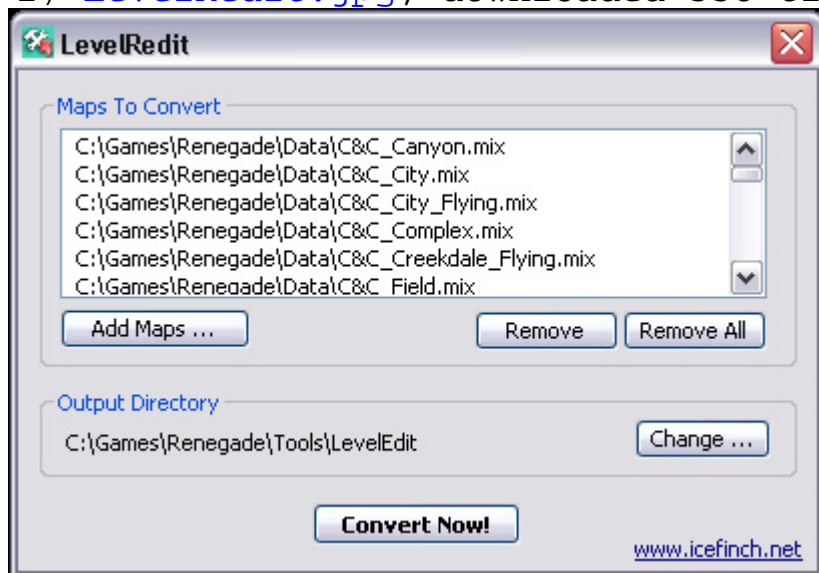 LevelRedit
Maps To Convert
C:\Games\Renegade\Data\C&C_Canyon.mix
C:\Games\Renegade\Data\C&C_City.mix
C:\Games\Renegade\Data\C&C_City_Flying.mix
C:\Games\Renegade\Data\C&C_Complex.mix
C:\Games\Renegade\Data\C&C_Creekdale_Flying.mix
C:\Games\Renegade\Data\C&C_Field.mix
Add Maps ...
Remove
Remove All
Output Directory
C:\Games\Renegade\Tools\LevelEdit
Change ...
Convert Now!
www.icefinch.net